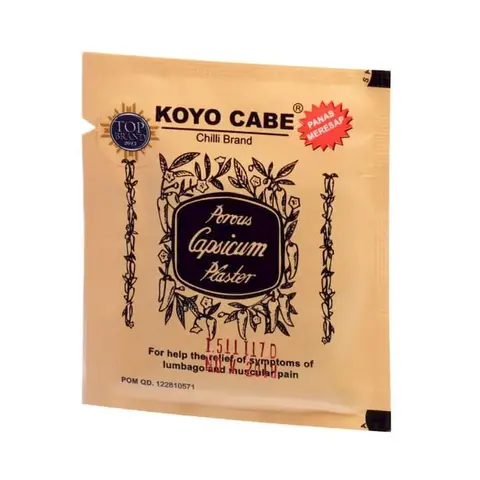 KOYO CABE®
Chilli Brand
TOP
BRAND
2015
PANAS
MERESAP
Porous
Capsicum
Plaster
For help the relief of symptoms of
lumbago and muscular pain
POM QD. 122810571